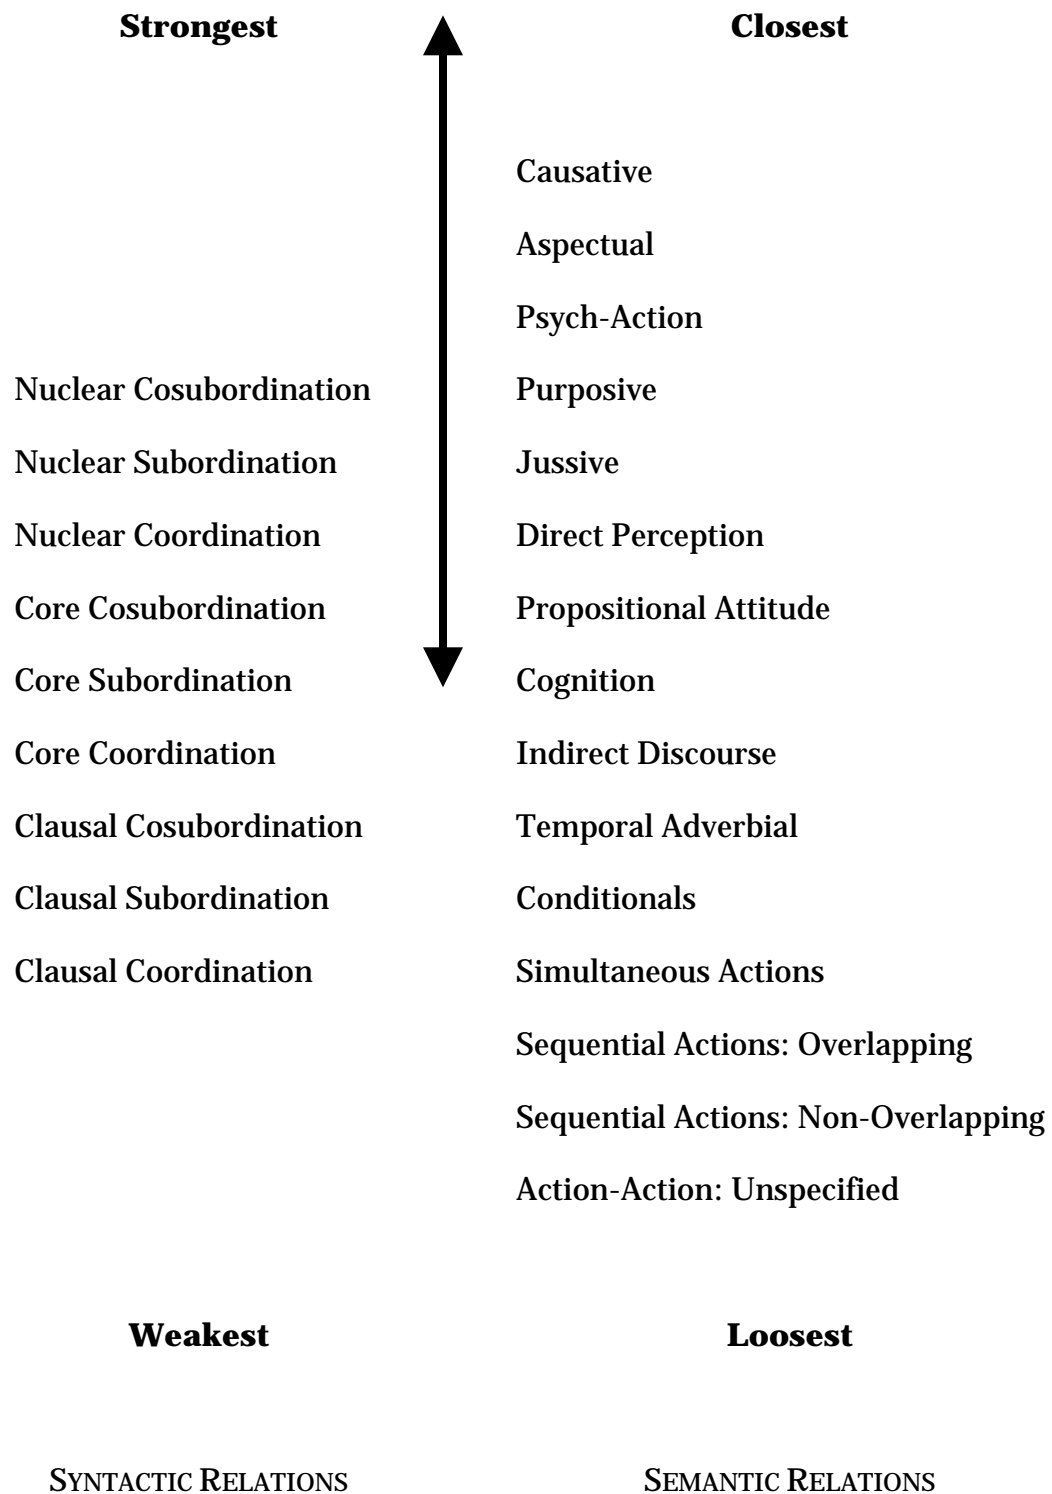 Strongest Closest
Causative
Aspectual
Psych-Action
Nuclear Cosubordination Purposive
Nuclear Subordination Jussive
Nuclear Coordination Direct Perception
Core Cosubordination Propositional Attitude
Core Subordination Cognition
Core Coordination Indirect Discourse
Clausal Cosubordination Temporal Adverbial
Clausal Subordination Conditionals
Clausal Coordination Simultaneous Actions
Sequential Actions: Overlapping
Sequential Actions: Non-Overlapping
Action-Action: Unspecified
Weakest Loosest
SYNTACTIC RELATIONS SEMANTIC RELATIONS